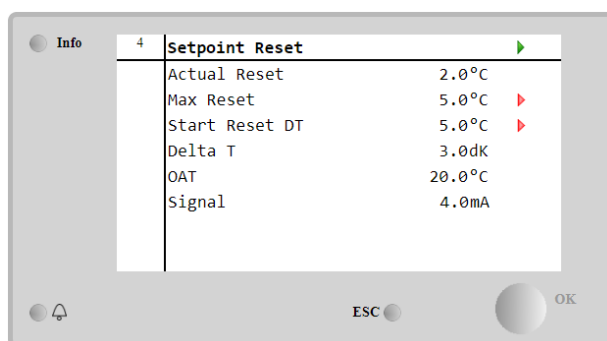 Info
4 Setpoint Reset
Actual Reset 2.0°C
Max Reset 5.0°C
Start Reset DT 5.0°C
Delta T 3.0dK
OAT 20.0°C
Signal 4.0mA
ESC OK